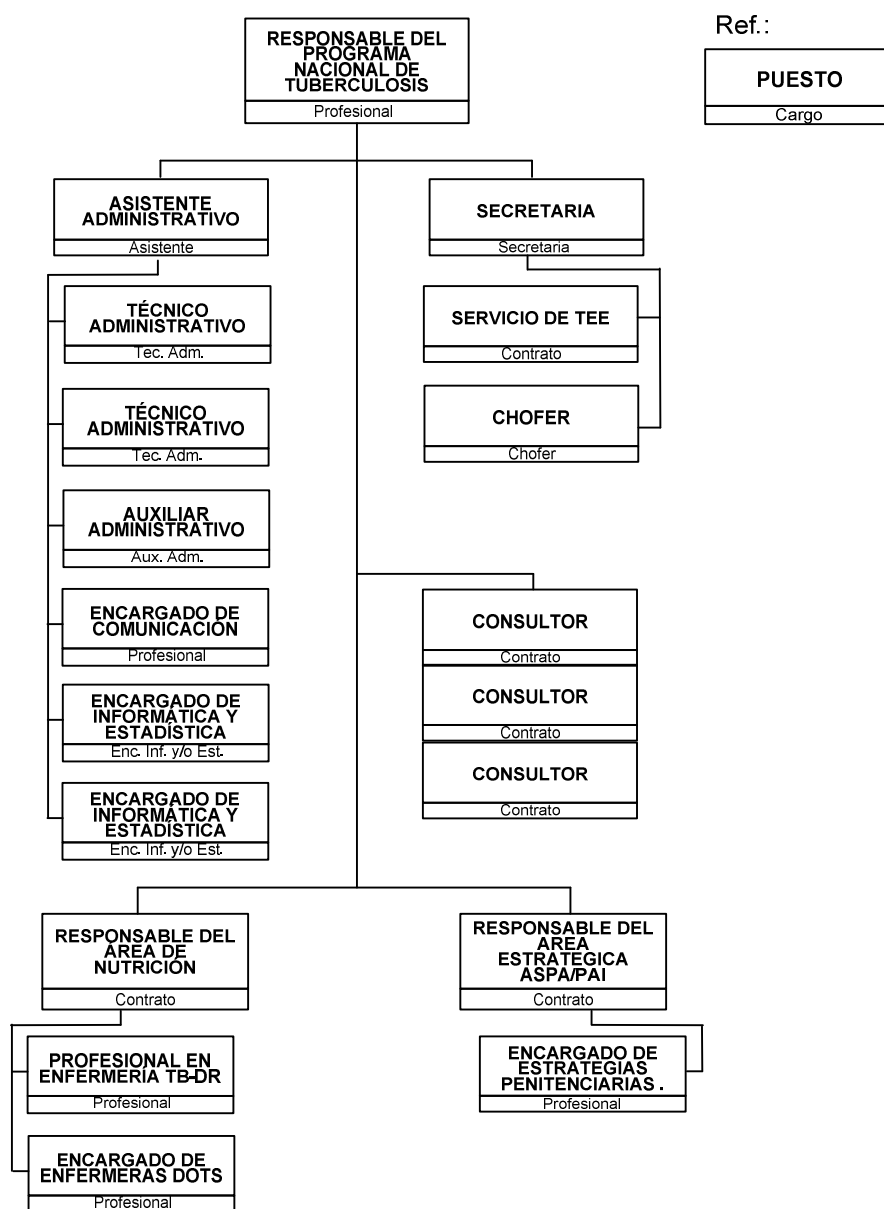 RESPONSABLE DEL
PROGRAMA
NACIONAL DE
TUBERCULOSIS
Profesional
Ref.:
PUESTO
Cargo
ASISTENTE
ADMINISTRATIVO
Asistente
SECRETARIA
Secretaria
TÉCNICO
ADMINISTRATIVO
Tec. Adm.
SERVICIO DE TEE
Contrato
TÉCNICO
ADMINISTRATIVO
Tec. Adm.
CHOFER
Chofer
AUXILIAR
ADMINISTRATIVO
Aux. Adm.
ENCARGADO DE
COMUNICACIÓN
Profesional
CONSULTOR
Contrato
ENCARGADO DE
INFORMÁTICA Y
ESTADÍSTICA
Enc. Inf. y/o Est.
CONSULTOR
Contrato
ENCARGADO DE
INFORMÁTICA Y
ESTADÍSTICA
Enc. Inf. y/o Est.
CONSULTOR
Contrato
RESPONSABLE DEL
ÁREA DE
NUTRICIÓN
Contrato
RESPONSABLE DEL
AREA
ESTRATEGICA
ASPA/PAI
Contrato
PROFESIONAL EN
ENFERMERÍA TB-DR
Profesional
ENCARGADO DE
ESTRATEGIAS
PENITENCIARIAS .
Profesional
ENCARGADO DE
ENFERMERAS DOTS
Profesional